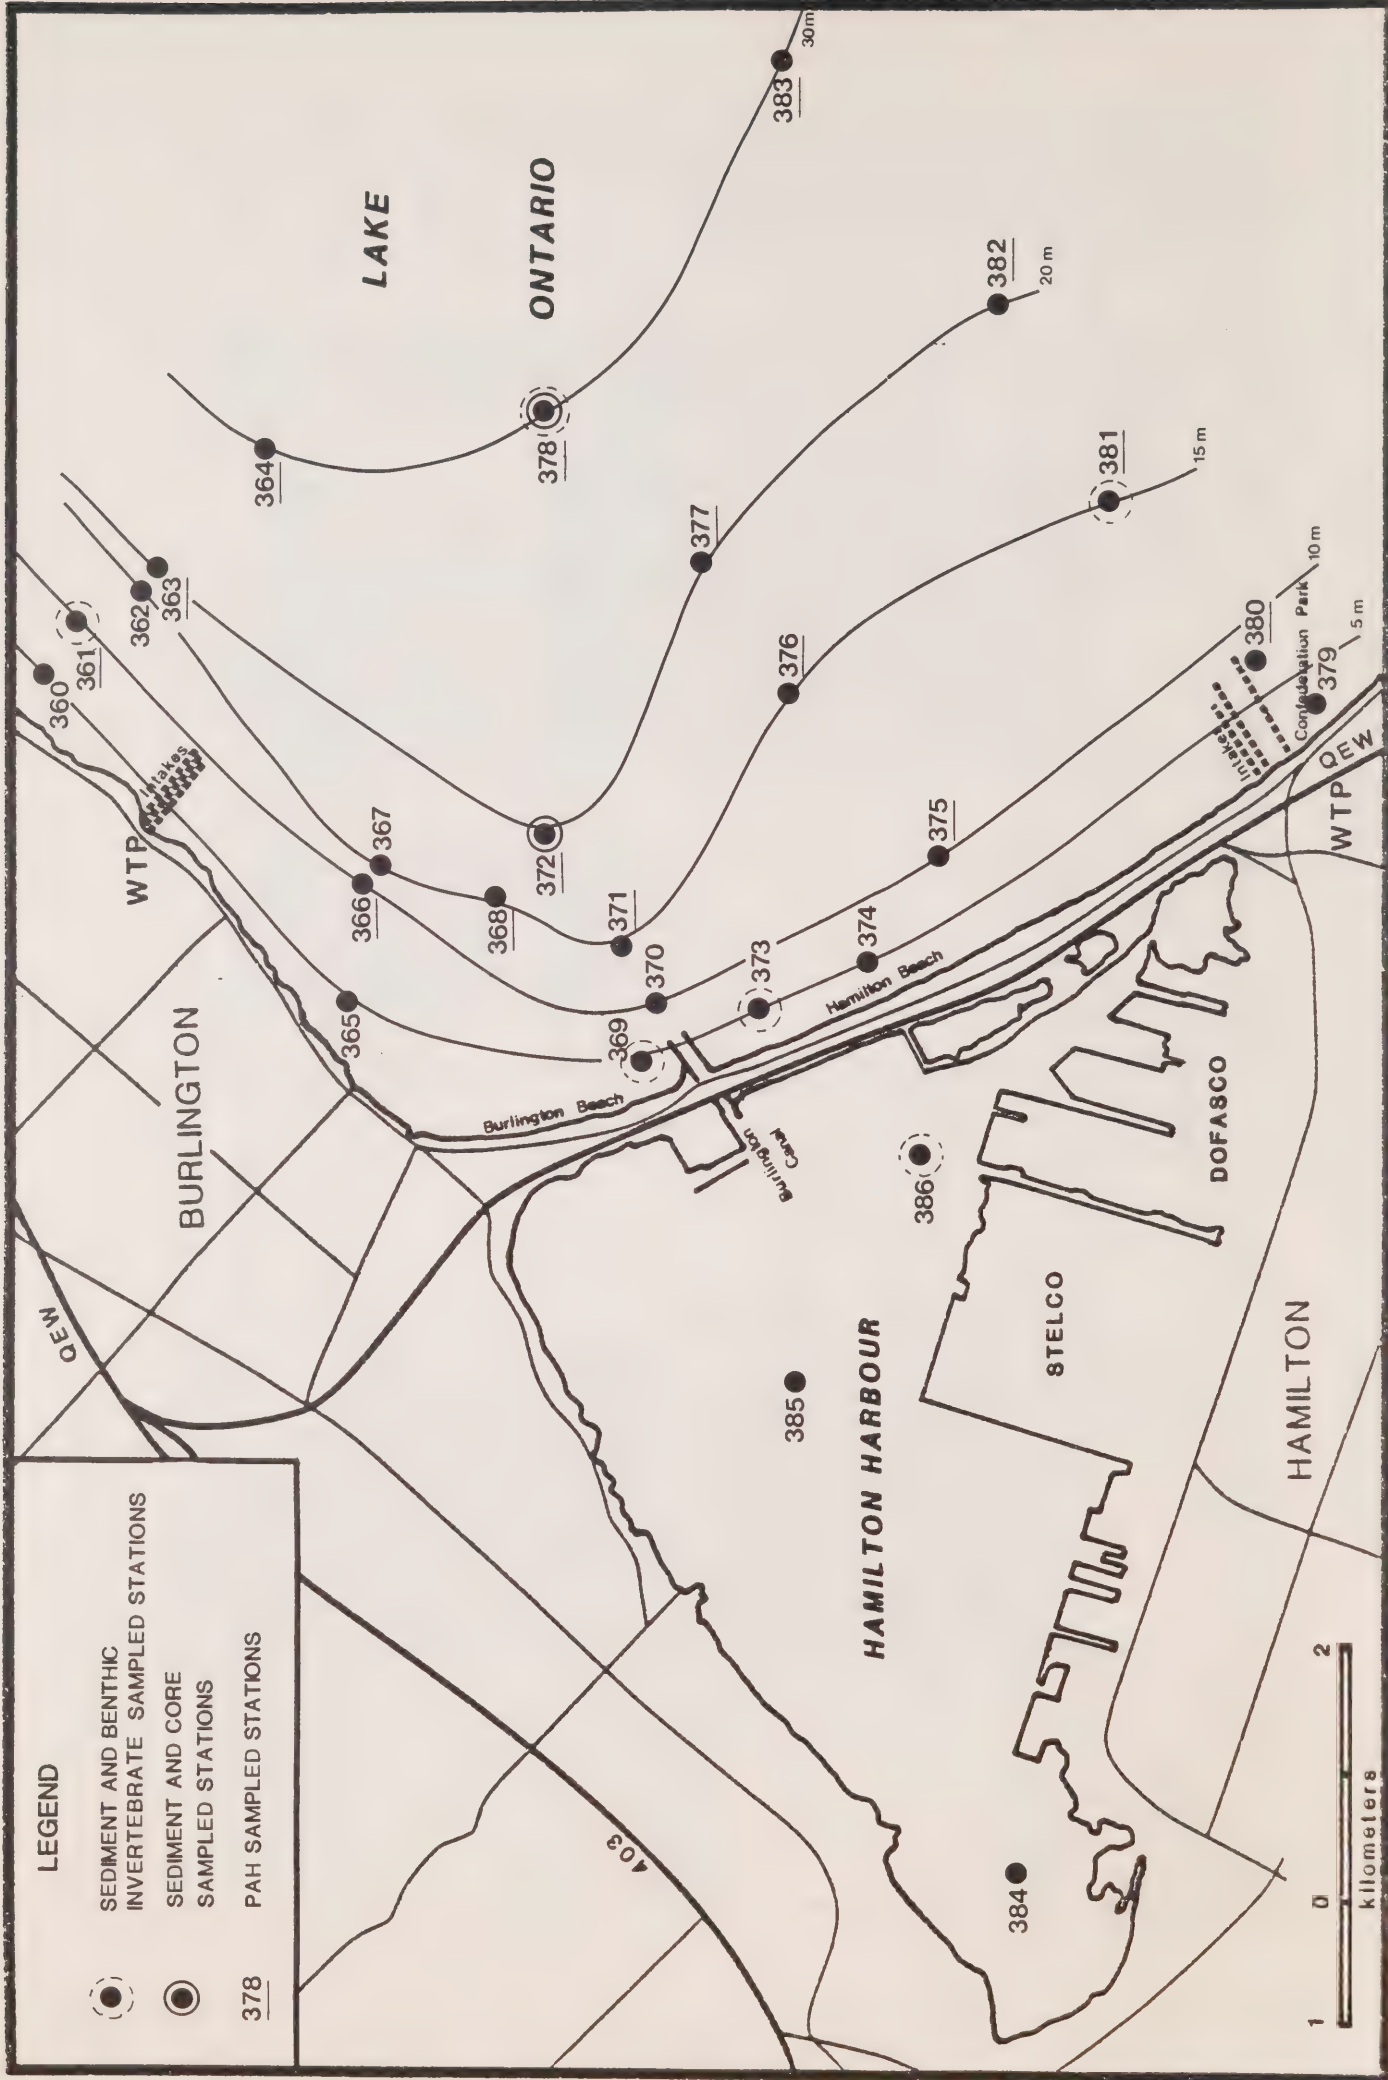 LEGEND
SEDIMENT AND BENTHIC
INVERTEBRATE SAMPLED STATIONS
SEDIMENT AND CORE
SAMPLED STATIONS
378
PAH SAMPLED STATIONS
QEW
BURLINGTON
WTP
Intakes
360
361
362
363
364
LAKE
ONTARIO
365
366
367
368
372
378
369
370
371
373
374
375
376
377
383
30m
382
20 m
381
15 m
380
10 m
379
5 m
Confederation Park
Intakes
QEW
WTP
Burlington Beach
Hamilton Beach
Burlington
Canal
386
385
384
HAMILTON HARBOUR
STELCO
DOFASCO
HAMILTON
403
1 0 2
kilometers